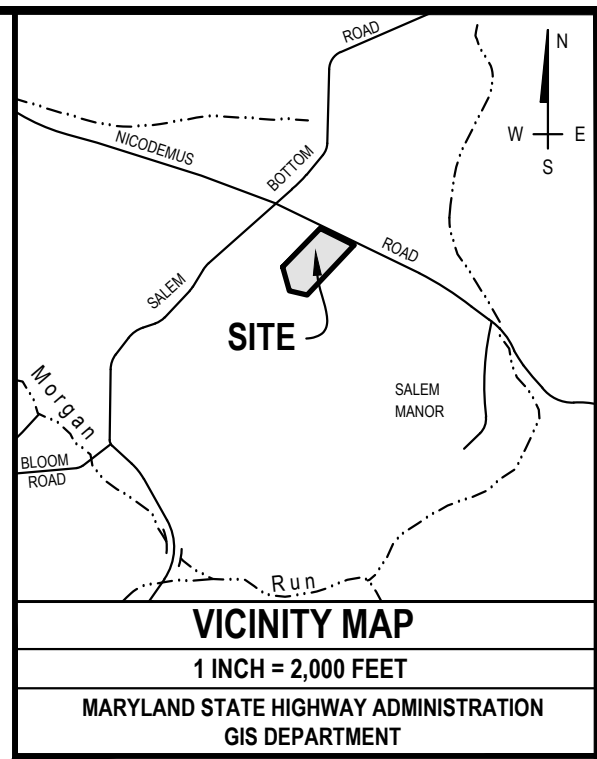 ROAD
N
W E
S
NICODEMUS
BOTTOM
ROAD
SALEM
SITE
Morgan
SALEM
MANOR
BLOOM
ROAD
Run
VICINITY MAP
1 INCH = 2,000 FEET
MARYLAND STATE HIGHWAY ADMINISTRATION
GIS DEPARTMENT